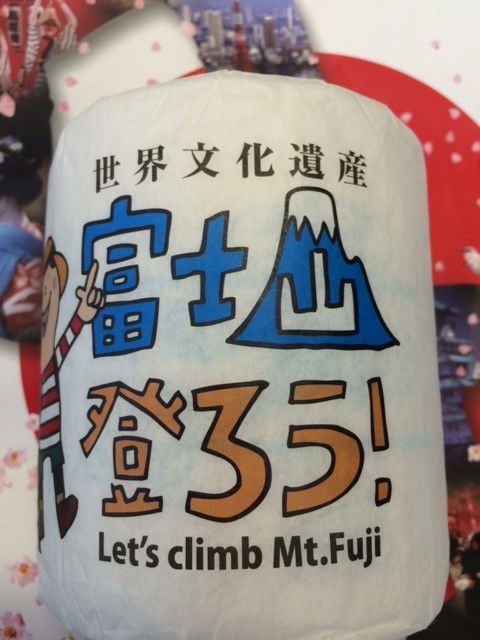 世界文化遺産
富士山
登ろう!
Let's climb Mt.Fuji